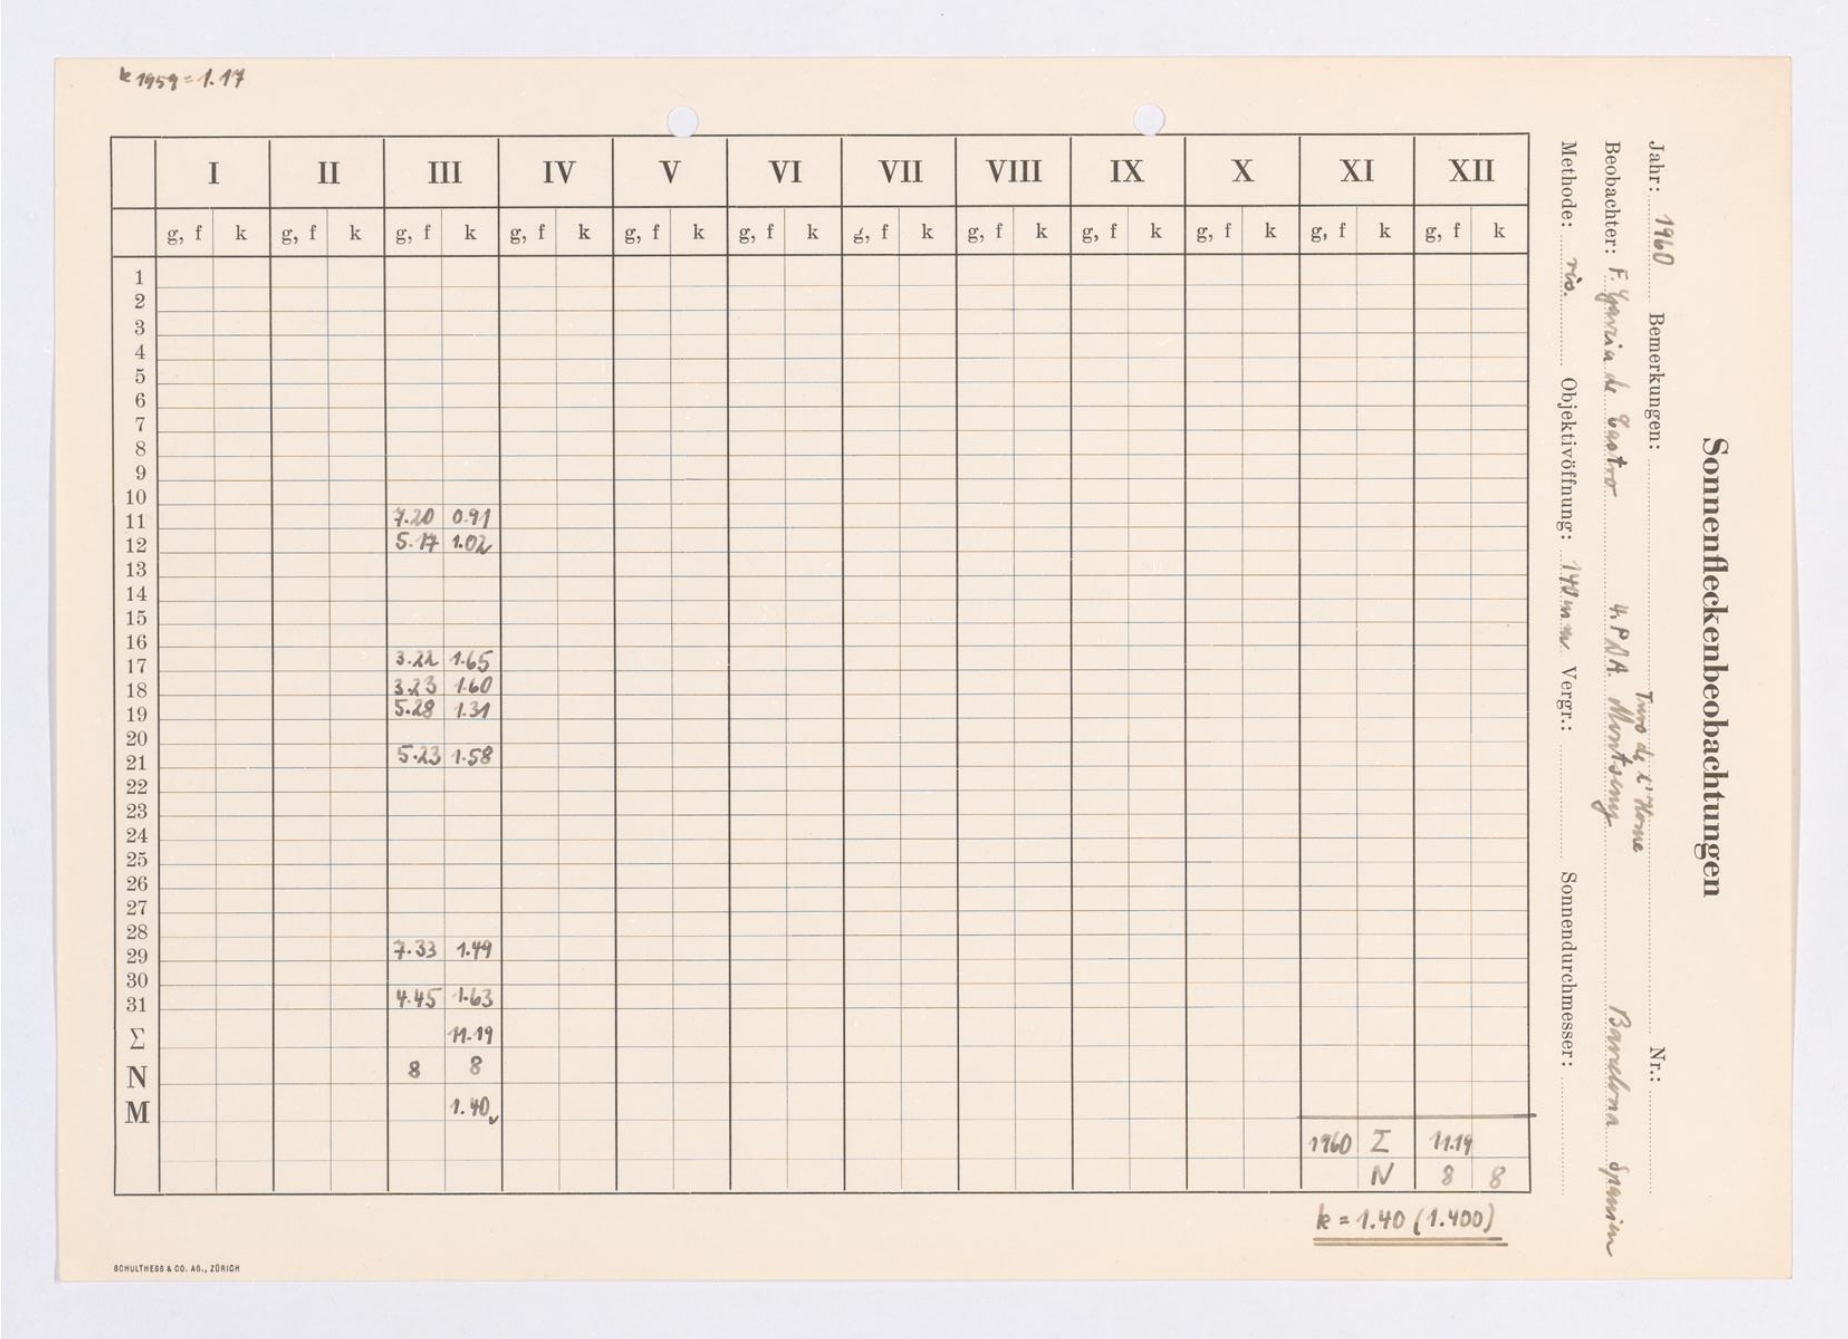 k 1959 = 1.17
Sonnenfleckenbeobachtungen
Jahr: 1960 Bemerkungen: Turo de l'Home Nr.:
Beobachter: F. Garcia de Castro 4. PNA. Montseny Barcelona Spanien
Methode: vis. Objektivöffnung: 140 mm Vergr.: Sonnendurchmesser:
I II III IV V VI VII VIII IX X XI XII
g, f k g, f k g, f k g, f k g, f k g, f k g, f k g, f k g, f k g, f k g, f k g, f k
1
2
3
4
5
6
7
8
9
10
11 7.20 0.91
12 5.17 1.02
13
14
15
16
17 3.22 1.65
18 3.23 1.60
19 5.28 1.31
20
21 5.23 1.58
22
23
24
25
26
27
28
29 7.33 1.49
30
31 4.45 1.63
Σ 11.19
N 8 8
M 1.40
1960 Σ 11.19
N 8 8
k = 1.40 (1.400)
SCHULTHESS & CO. AG., ZÜRICH